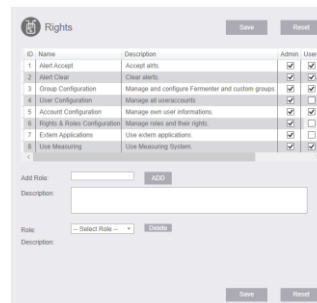 Rights Save Reset
ID Name Description Admin User
1 Alert Accept Accept alrts.
2 Alert Clear Clear alerts.
3 Group Configuration Manage and configure Fermenter and custom groups.
4 User Configuration Manage all useraccounts
5 Account Configuration Manage own user informations.
6 Rights & Roles Configuration Manage roles and their rights.
7 Extern Applications Use extern applications.
8 Use Measuring Use Measuring System.
Add Role: ADD
Description:
Role: -- Select Role -- Delete
Description:
Save Reset